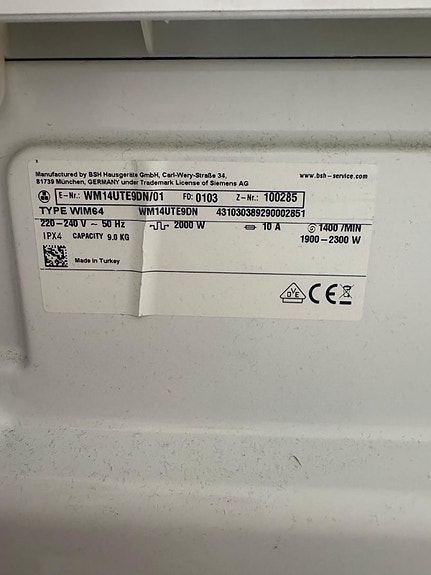 Manufactured by BSH Hausgeräte GmbH, Carl-Wery-Straße 34,
81739 München, GERMANY under Trademark License of Siemens AG
www.bsh-service.com
E-Nr.: WM14UTE9DN/01 FD: 0103 Z-Nr.: 100285
TYPE WIM64 WM14UTE9DN 431030389290002851
220-240 V ~ 50 Hz 2000 W 10 A 1400 /MIN
IPX4 CAPACITY 9.0 KG 1900-2300 W
Made in Turkey
DVE CE